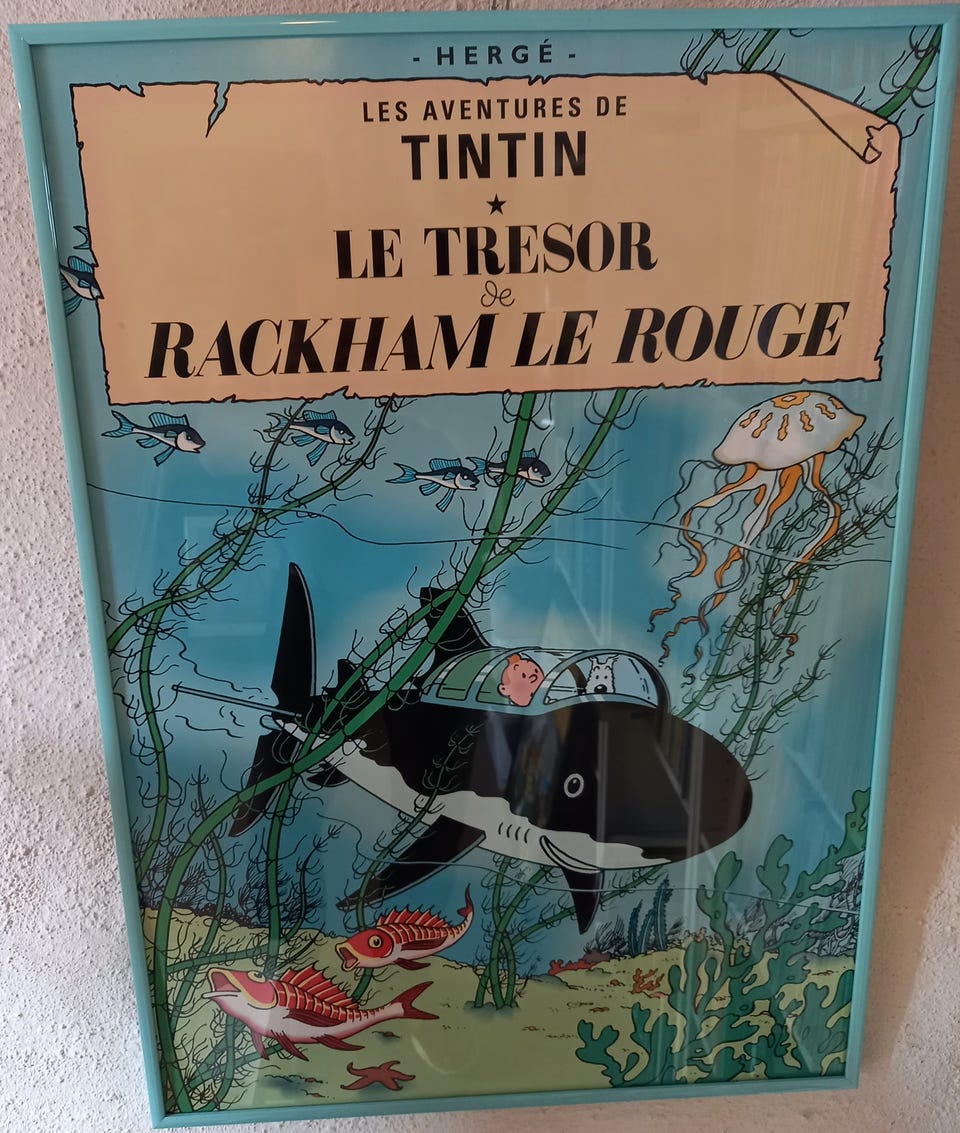 - HERGÉ -
LES AVENTURES DE
TINTIN
LE TRESOR
de
RACKHAM LE ROUGE